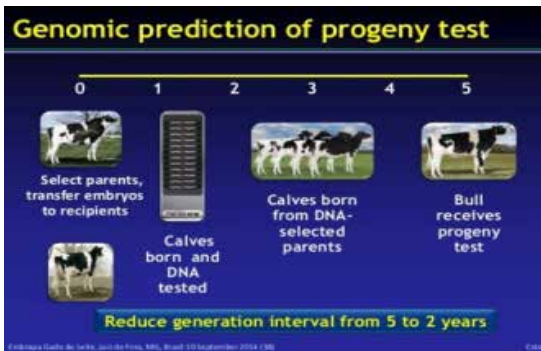 Genomic prediction of progeny test
0 1 2 3 4 5
Select parents,
transfer embryos
to recipients
Calves
born and
DNA
tested
Calves born
from DNA-
selected
parents
Bull
receives
progeny
test
Reduce generation interval from 5 to 2 years